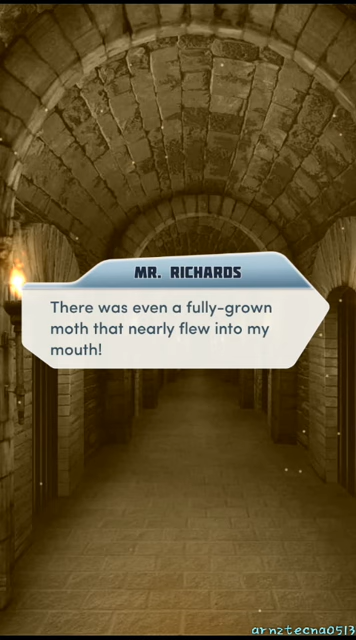 MR. RICHARDS
There was even a fully-grown
moth that nearly flew into my
mouth!
arnztecna0513